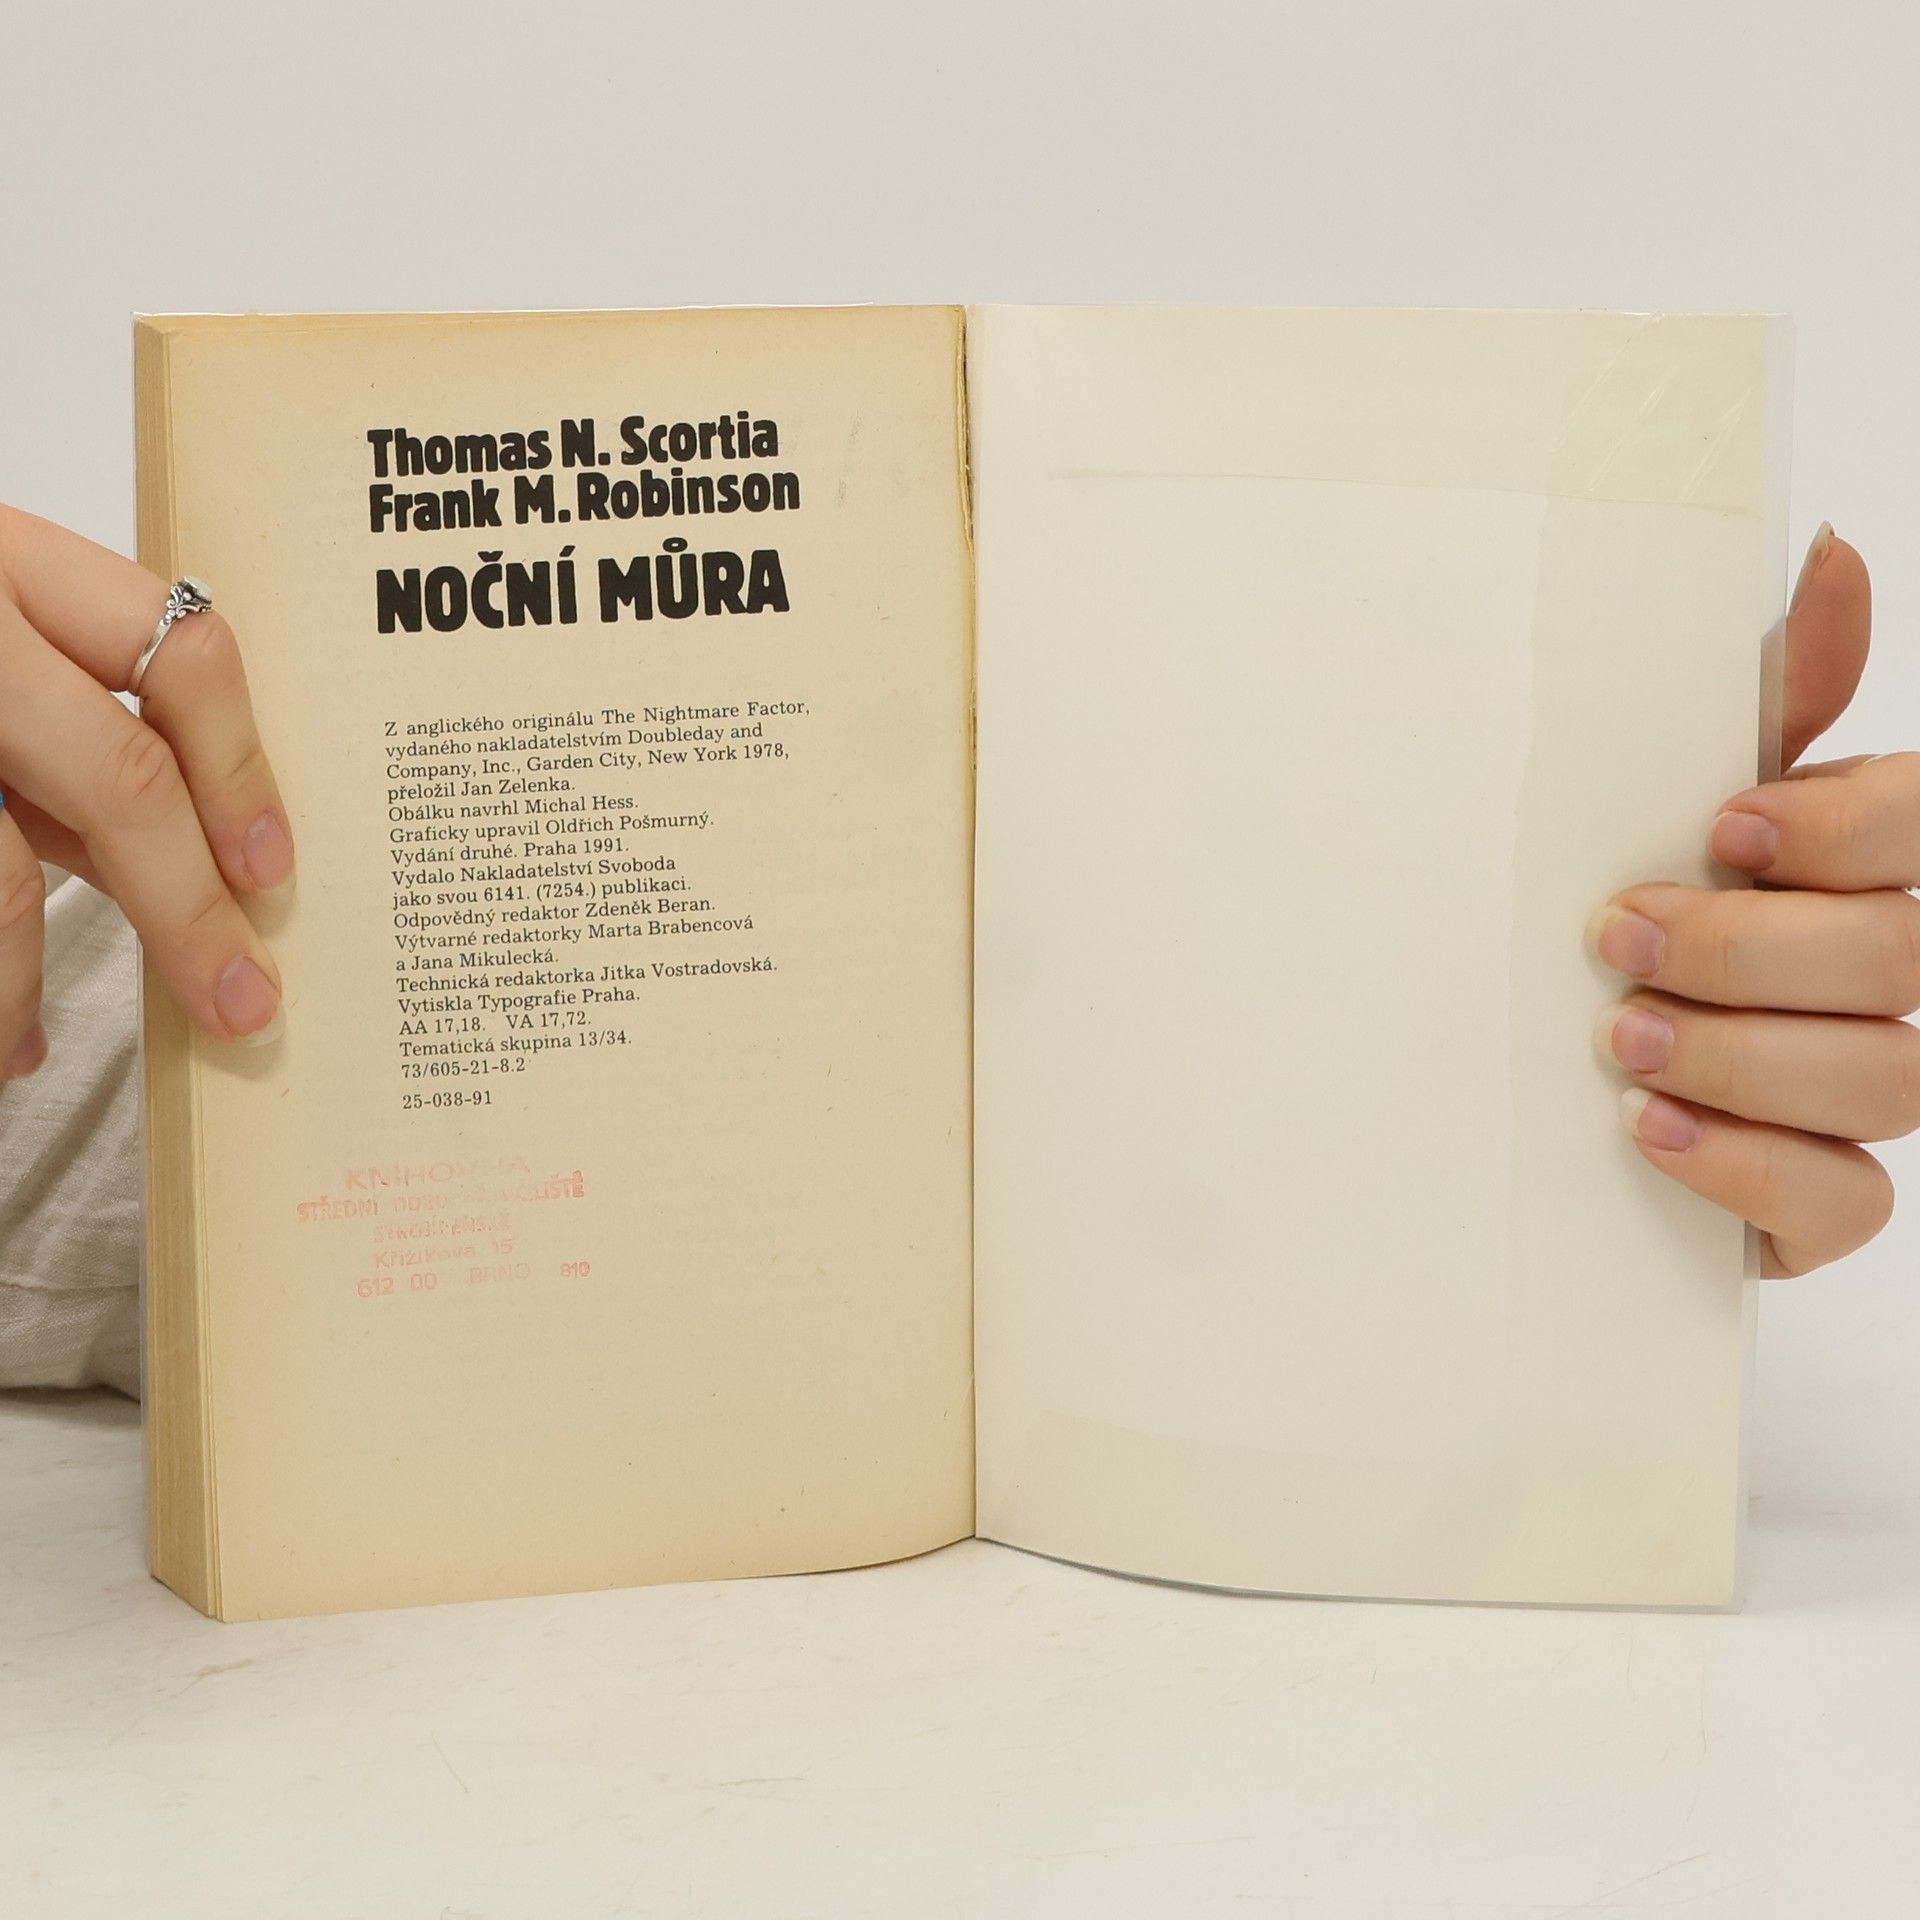 Thomas N. Scortia
Frank M. Robinson
NOČNÍ MŮRA
Z anglického originálu The Nightmare Factor,
vydaného nakladatelstvím Doubleday and
Company, Inc., Garden City, New York 1978,
přeložil Jan Zelenka.
Obálku navrhl Michal Hess.
Graficky upravil Oldřich Pošmurný.
Vydání druhé. Praha 1991.
Vydalo Nakladatelství Svoboda
jako svou 6141. (7254.) publikaci.
Odpovědný redaktor Zdeněk Beran.
Výtvarné redaktorky Marta Brabencová
a Jana Mikulecká.
Technická redaktorka Jitka Vostradovská.
Vytiskla Typografie Praha.
AA 17,18. VA 17,72.
Tematická skupina 13/34.
73/605-21-8.2
25-038-91
KNIHOVNA
STŘEDNÍ
Křižíkova 15
612 00 BRNO 810